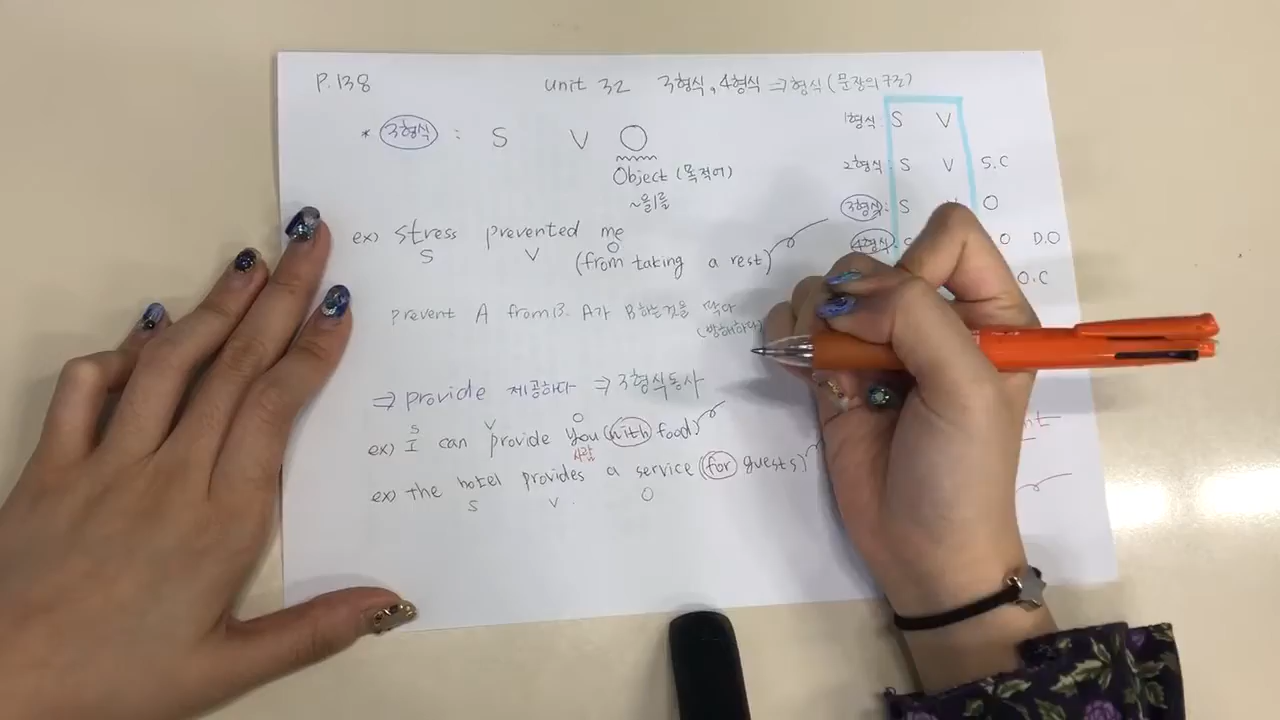 P.138
unit 32 3형식, 4형식 ⇒ 형식 (문장의 구조)
* 3형식 : S V O
Object (목적어)
~을/를
ex) stress prevented me
S V O
(from taking a rest)
prevent A from B. A가 B하는것을 막다
(방해하다)
⇒ provide 제공하다 ⇒ 3형식동사
S V O
ex) I can provide you (with food)
사람
ex) the hotel provides a service (for guests)
S V O
1형식: S V
2형식: S V S.C
3형식: S O
4형식: O D.O
O.C